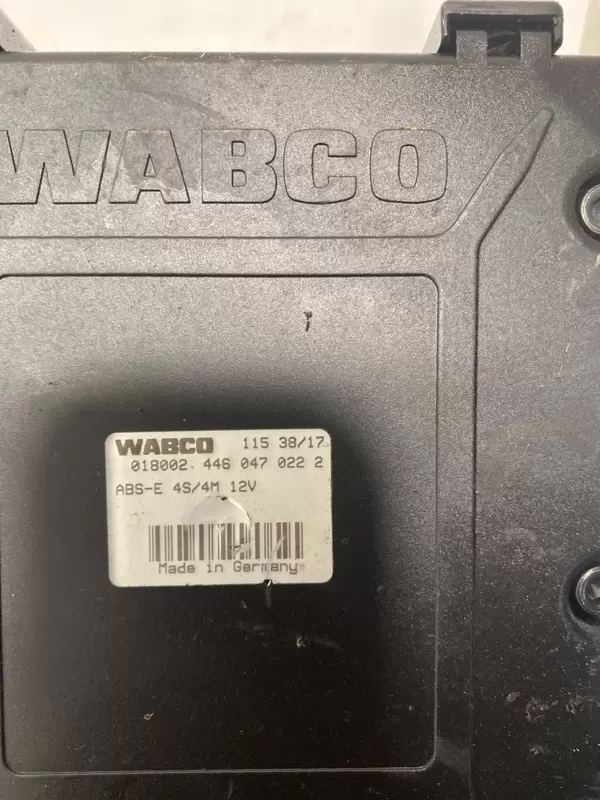 WABCO
WABCO 115 38/17
018002. 446 047 022 2
ABS-E 4S/4M 12V
Made in Germany